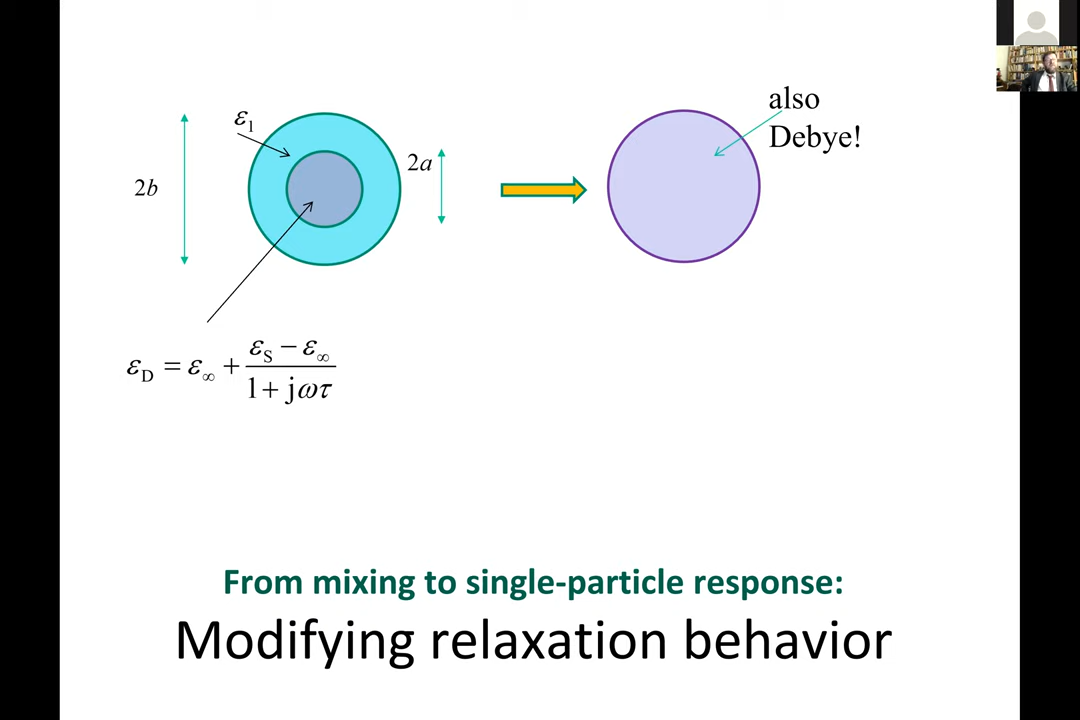 also
Debye!
ε₁
2a
2b
ε_D = ε_∞ + (ε_S − ε_∞) / (1 + jωτ)
From mixing to single-particle response:
Modifying relaxation behavior